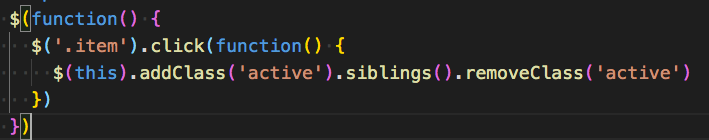 $(function() {
  $('.item').click(function() {
    $(this).addClass('active').siblings().removeClass('active')
  })
})